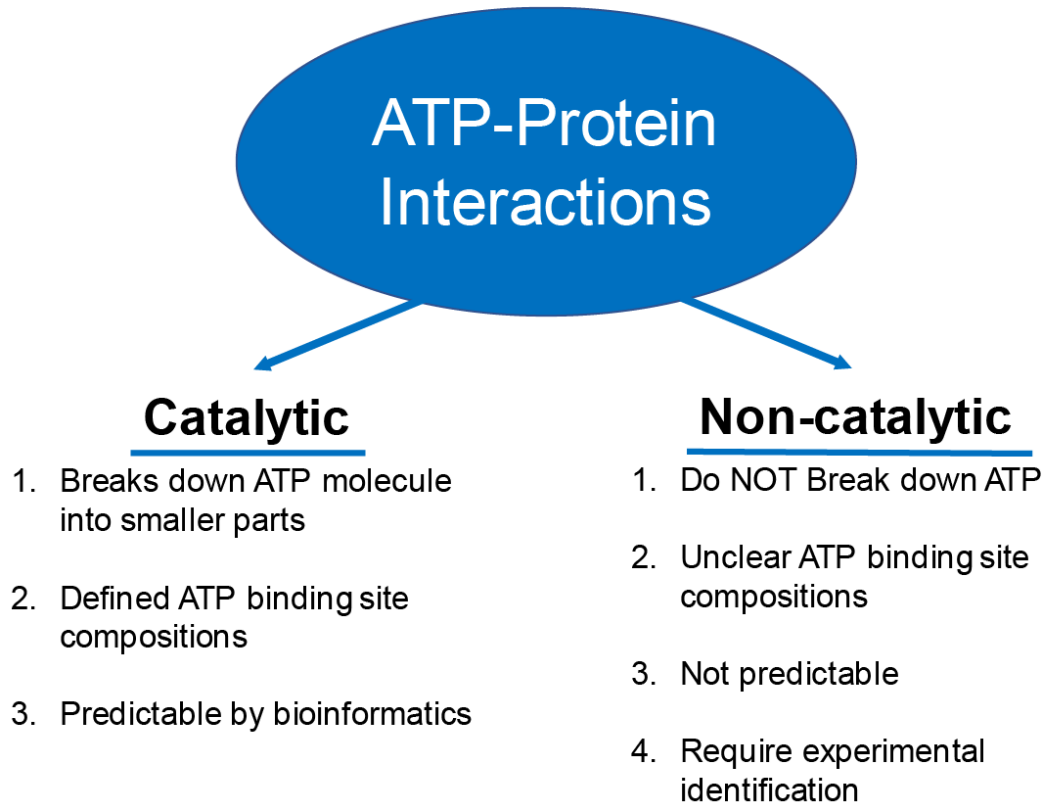 ATP-Protein
Interactions
Catalytic
1. Breaks down ATP molecule
into smaller parts
2. Defined ATP binding site
compositions
3. Predictable by bioinformatics
Non-catalytic
1. Do NOT Break down ATP
2. Unclear ATP binding site
compositions
3. Not predictable
4. Require experimental
identification